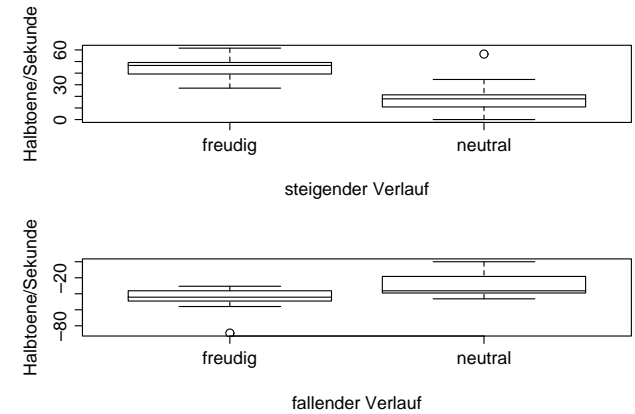 Halbtoene/Sekunde
60
30
0
freudig neutral
steigender Verlauf
Halbtoene/Sekunde
−20
−80
freudig neutral
fallender Verlauf